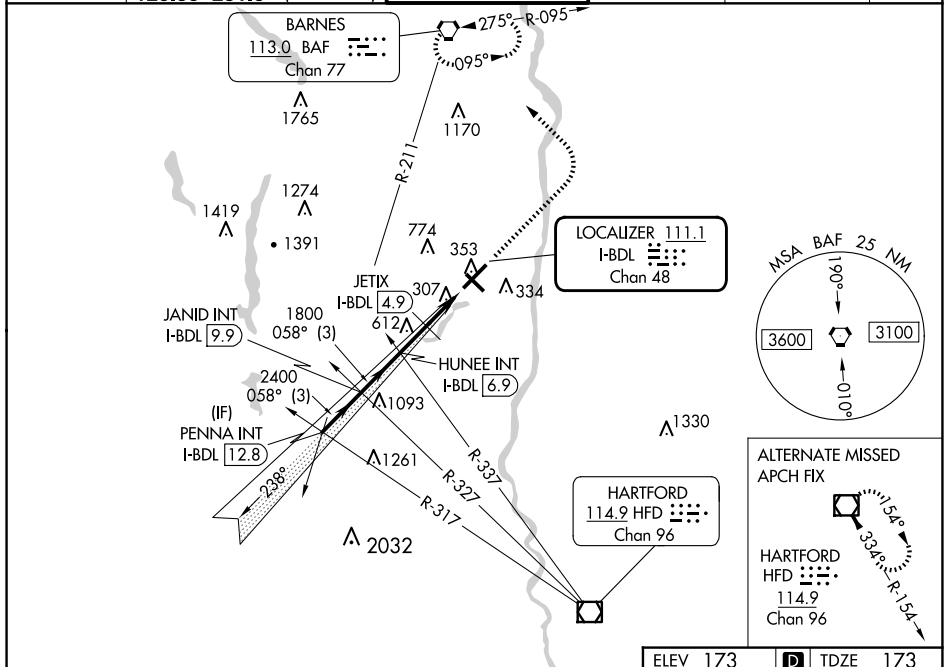 BARNES
113.0 BAF
Chan 77
275°
R-095
095°
1765
1170
R-211
1274
1419
1391
774
353
LOCALIZER 111.1
I-BDL
Chan 48
334
307
JETIX
I-BDL 4.9
JANID INT
I-BDL 9.9
1800
058° (3)
612
HUNEE INT
I-BDL 6.9
2400
058° (3)
1093
(IF)
PENNA INT
I-BDL 12.8
238°
1261
R-337
R-327
R-317
1330
2032
HARTFORD
114.9 HFD
Chan 96
MSA BAF 25 NM
190°
3600
3100
010°
ALTERNATE MISSED
APCH FIX
154°
334°
R-154
HARTFORD
HFD
114.9
Chan 96
ELEV 173
D
TDZE 173